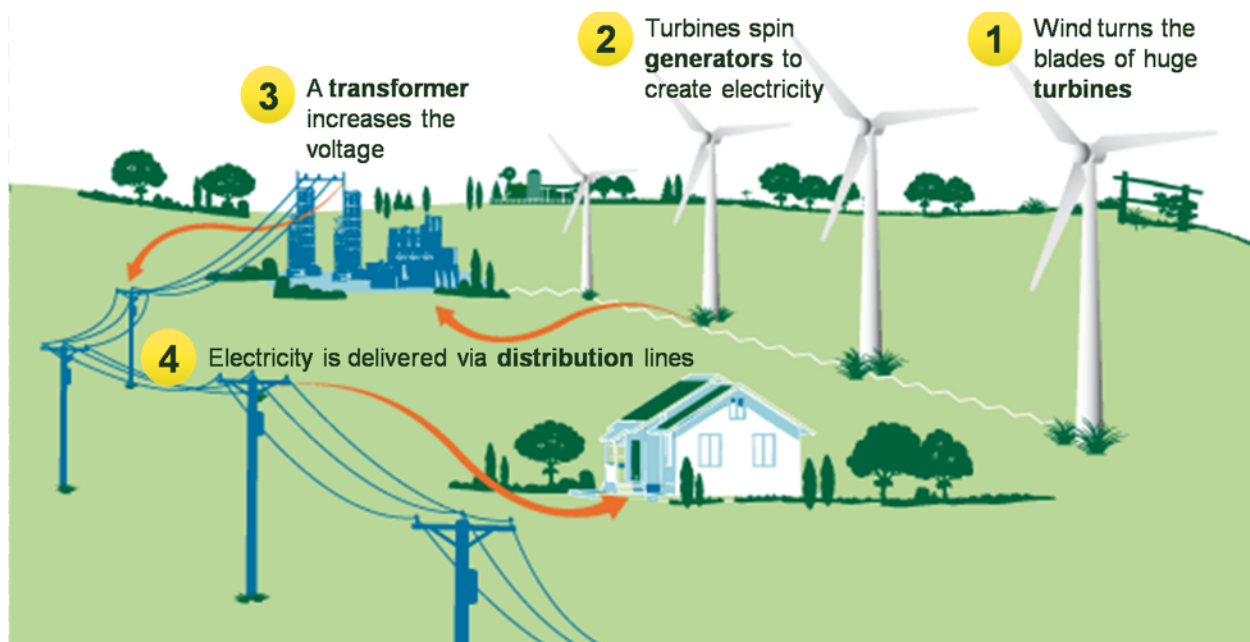 1 Wind turns the
blades of huge
turbines
2 Turbines spin
generators to
create electricity
3 A transformer
increases the
voltage
4 Electricity is delivered via distribution lines